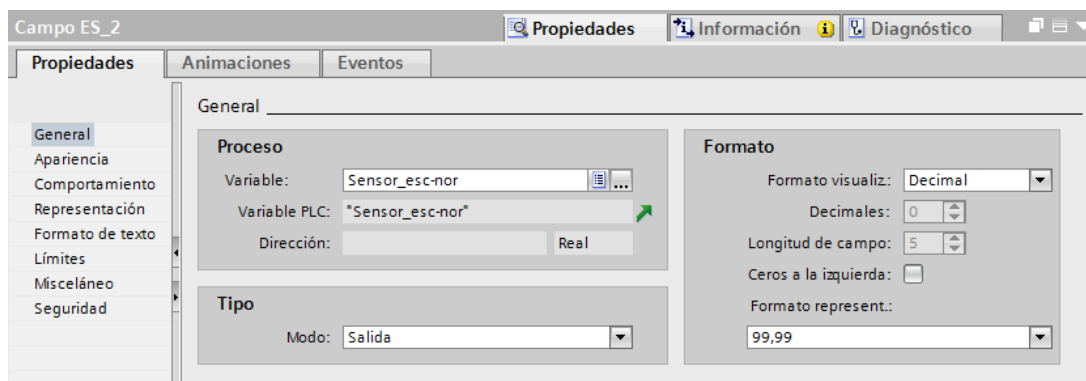 Campo ES_2
Propiedades Información Diagnóstico
Propiedades Animaciones Eventos
General
General
Apariencia
Comportamiento
Representación
Formato de texto
Límites
Misceláneo
Seguridad
Proceso
Variable: Sensor_esc-nor ...
Variable PLC: "Sensor_esc-nor"
Dirección: Real
Tipo
Modo: Salida
Formato
Formato visualiz.: Decimal
Decimales: 0
Longitud de campo: 5
Ceros a la izquierda:
Formato represent.:
99,99